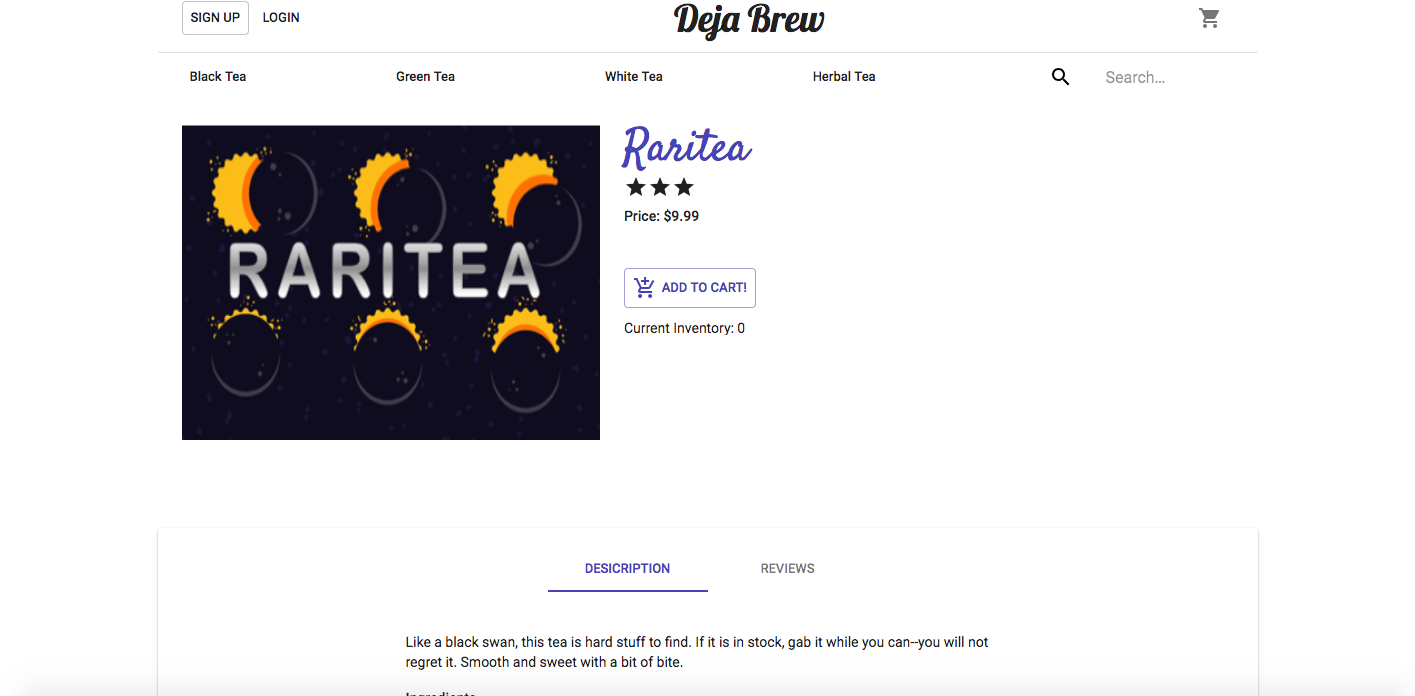 SIGN UP LOGIN Deja Brew
Black Tea Green Tea White Tea Herbal Tea Search...
RARITEA
Raritea
Price: $9.99
ADD TO CART!
Current Inventory: 0
DESICRIPTION REVIEWS
Like a black swan, this tea is hard stuff to find. If it is in stock, gab it while you can--you will not
regret it. Smooth and sweet with a bit of bite.